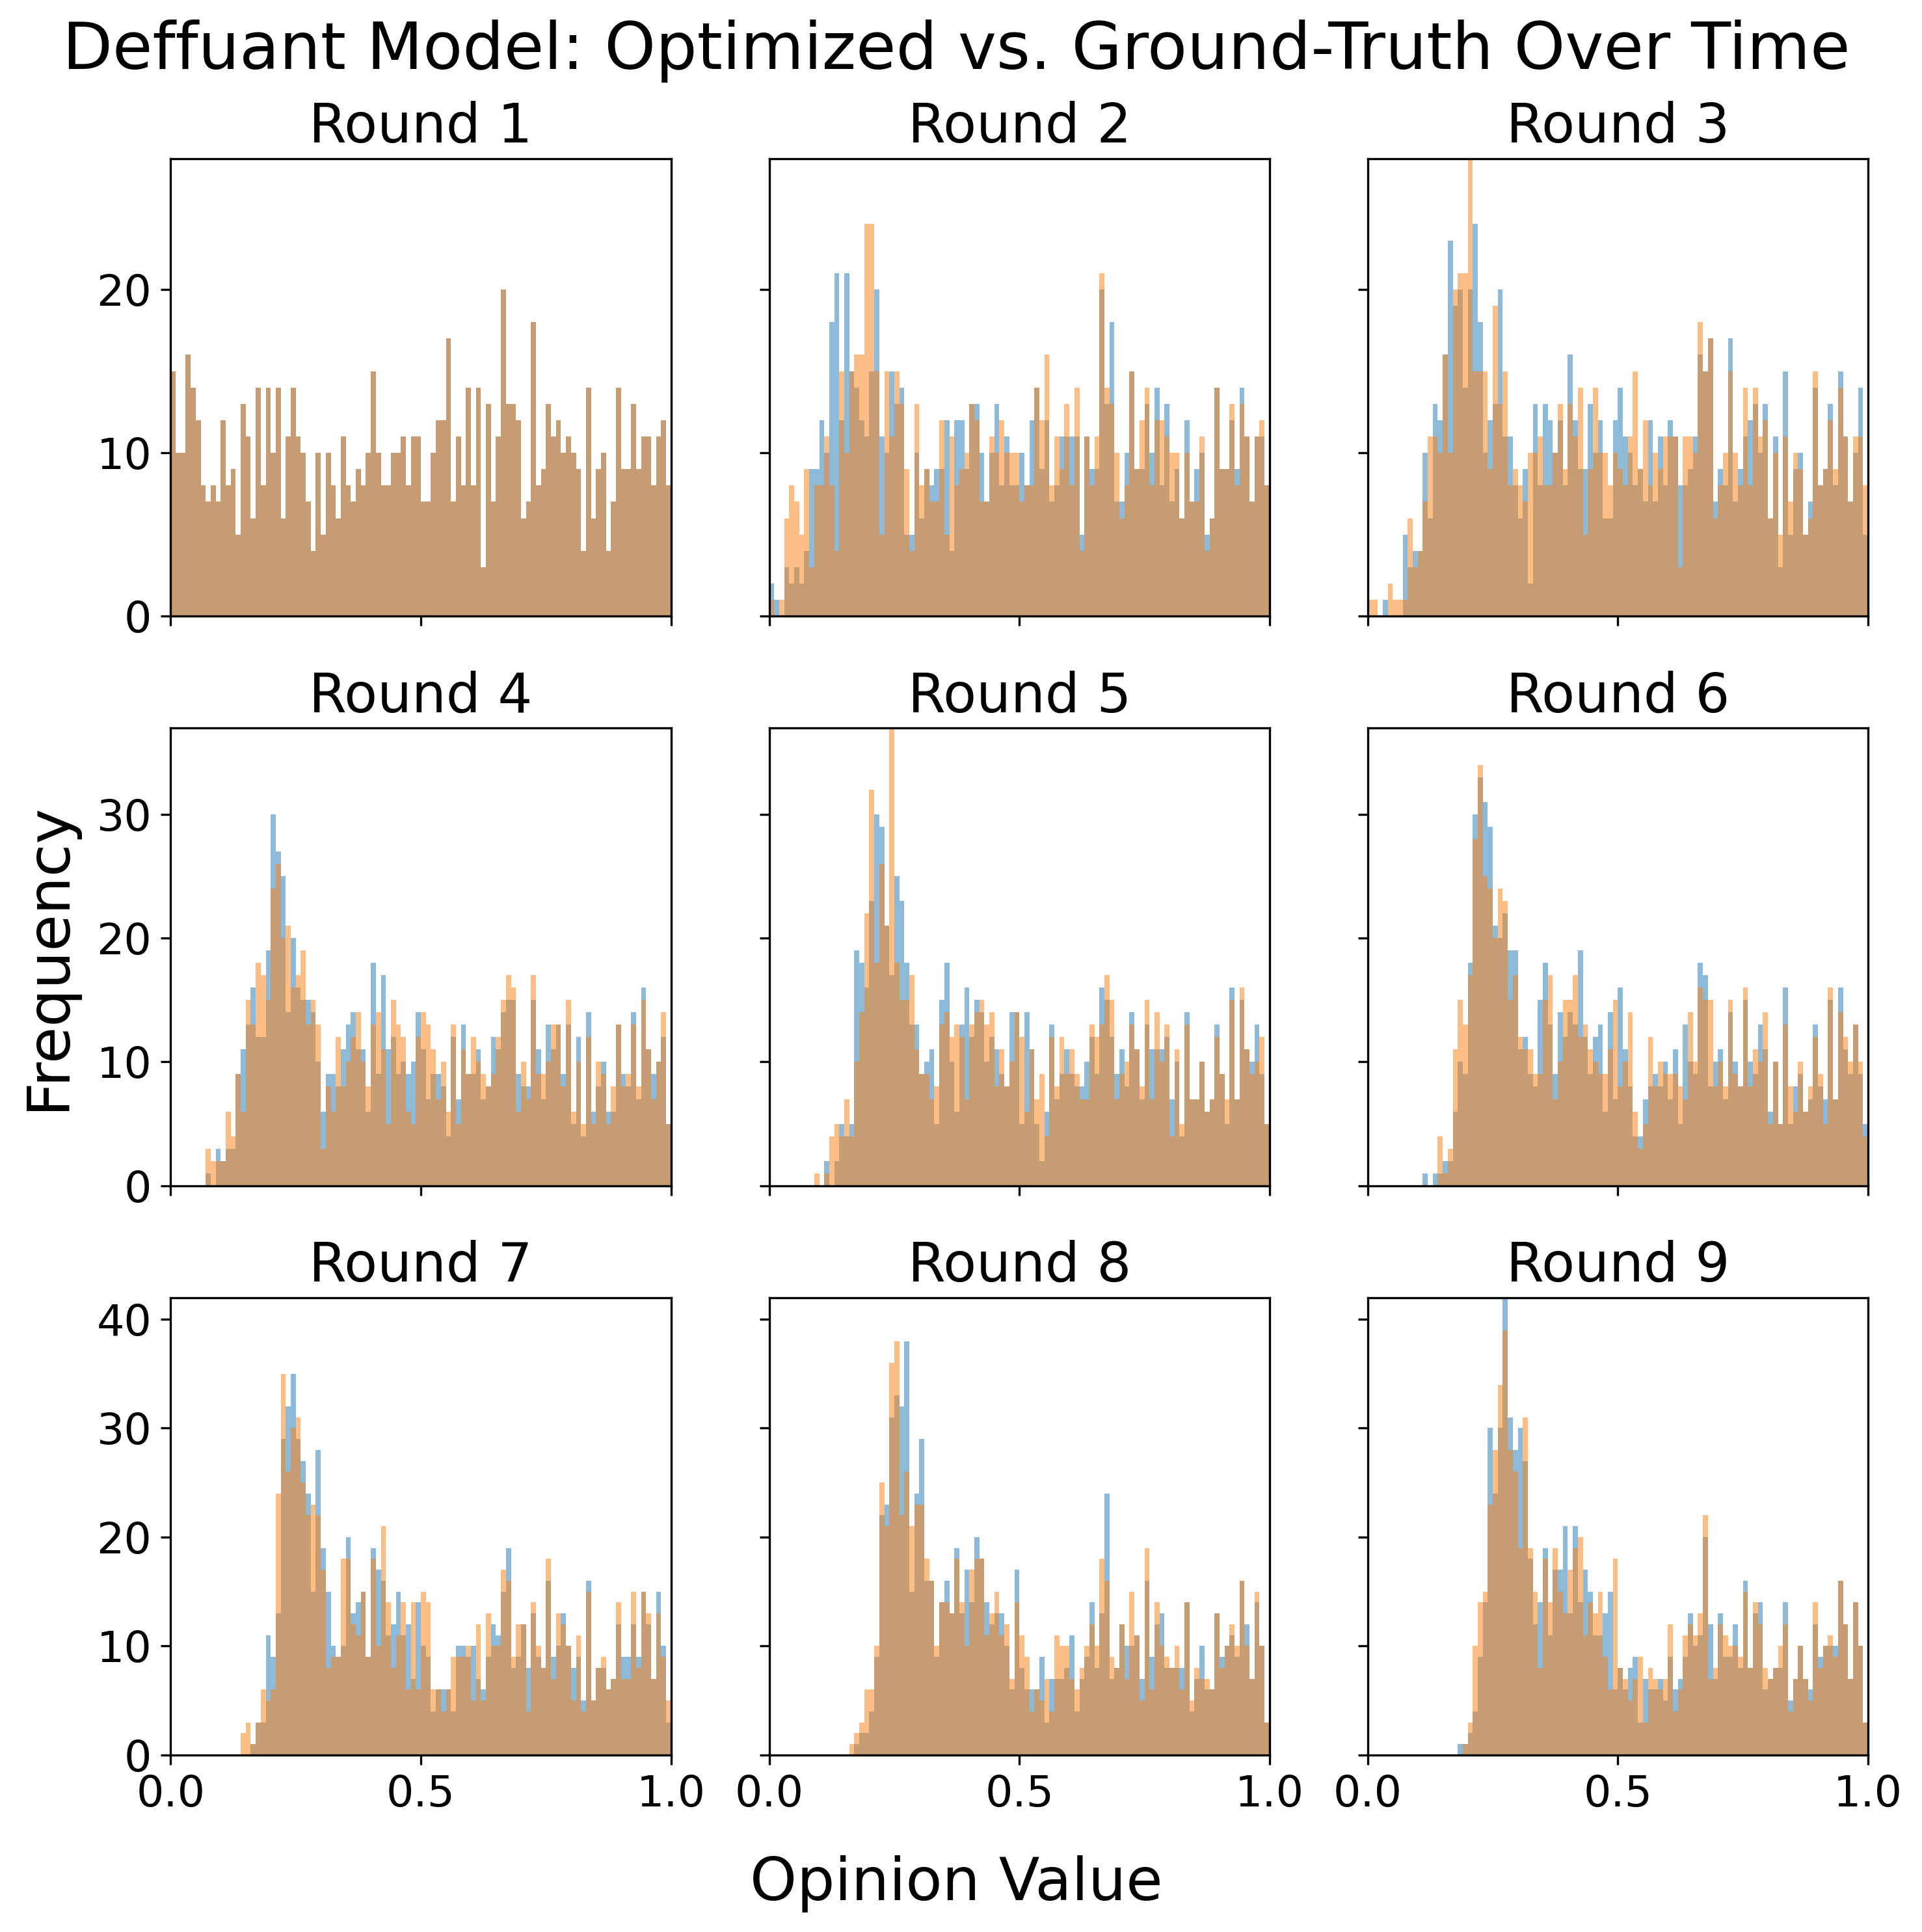 Deffuant Model: Optimized vs. Ground-Truth Over Time
Round 1
Round 2
Round 3
20
10
0
Round 4
Round 5
Round 6
Frequency
30
20
10
0
Round 7
Round 8
Round 9
40
30
20
10
0
0.0 0.5 1.0 0.0 0.5 1.0 0.0 0.5 1.0
Opinion Value